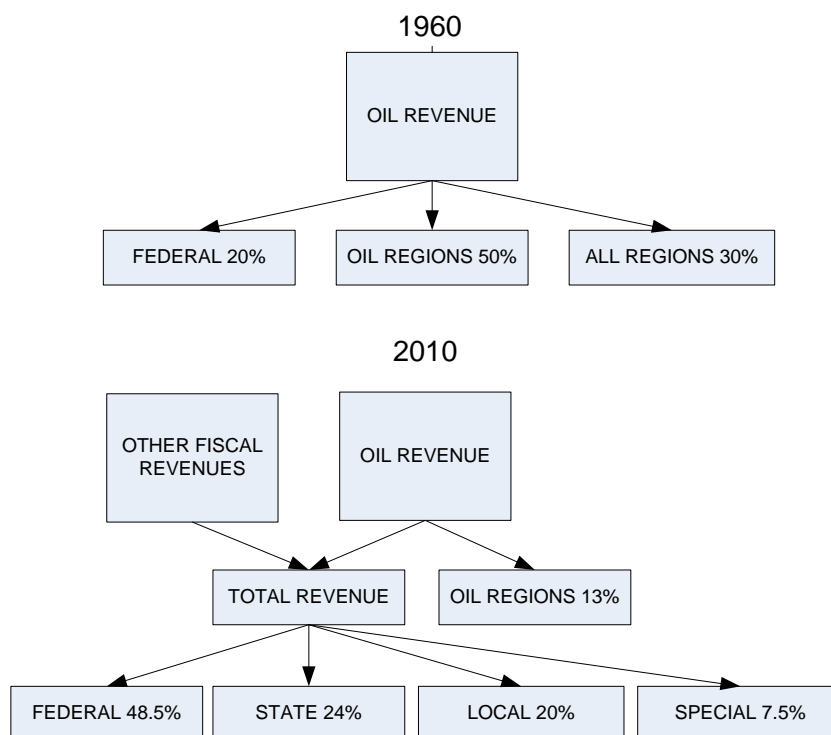 1960
OIL REVENUE
FEDERAL 20%
OIL REGIONS 50%
ALL REGIONS 30%
2010
OTHER FISCAL
REVENUES
OIL REVENUE
TOTAL REVENUE
OIL REGIONS 13%
FEDERAL 48.5%
STATE 24%
LOCAL 20%
SPECIAL 7.5%